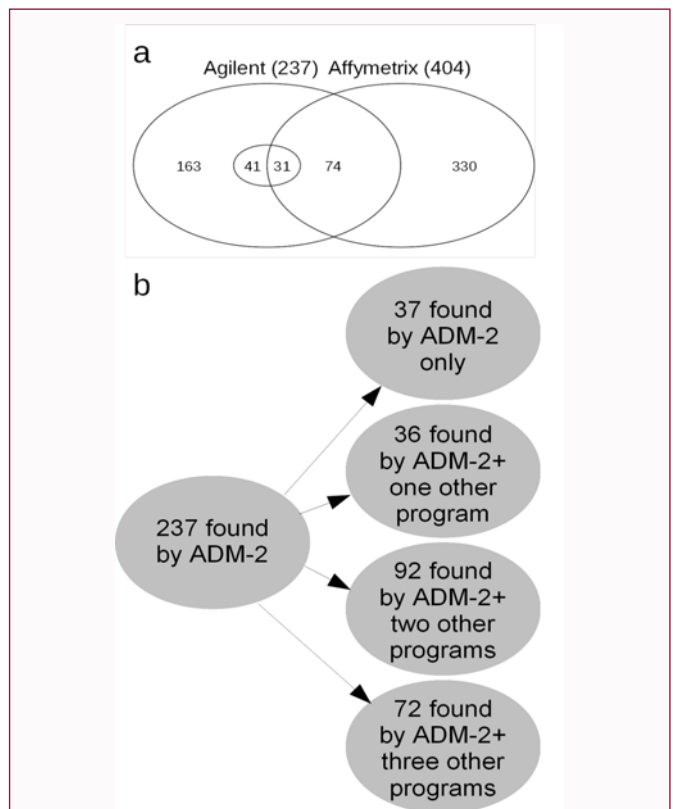 a
Agilent (237) Affymetrix (404)
163 41 31 74 330
b
37 found
by ADM-2
only
36 found
by ADM-2+
one other
program
237 found
by ADM-2
92 found
by ADM-2+
two other
programs
72 found
by ADM-2+
three other
programs